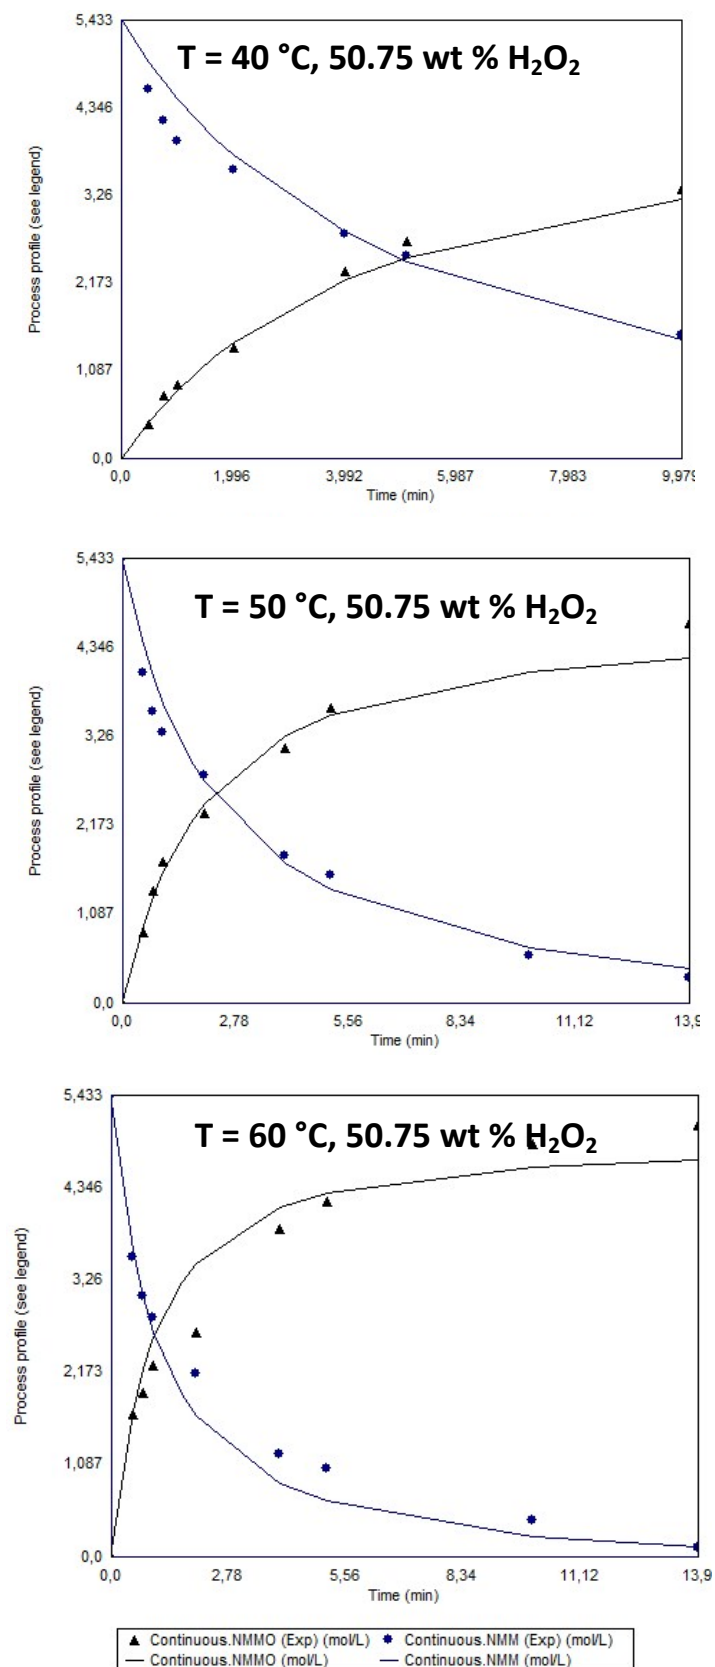 5,433
T = 40 °C, 50.75 wt % H₂O₂
4,346
3,26
2,173
1,087
0,0
Process profile (see legend)
0,0 1,996 3,992 5,987 7,983 9,979
Time (min)
5,433
T = 50 °C, 50.75 wt % H₂O₂
4,346
3,26
2,173
1,087
0,0
Process profile (see legend)
0,0 2,78 5,56 8,34 11,12 13,9
Time (min)
5,433
T = 60 °C, 50.75 wt % H₂O₂
4,346
3,26
2,173
1,087
0,0
Process profile (see legend)
0,0 2,78 5,56 8,34 11,12 13,9
Time (min)
Continuous.NMMO (Exp) (mol/L) Continuous.NMM (Exp) (mol/L)
Continuous.NMMO (mol/L) Continuous.NMM (mol/L)